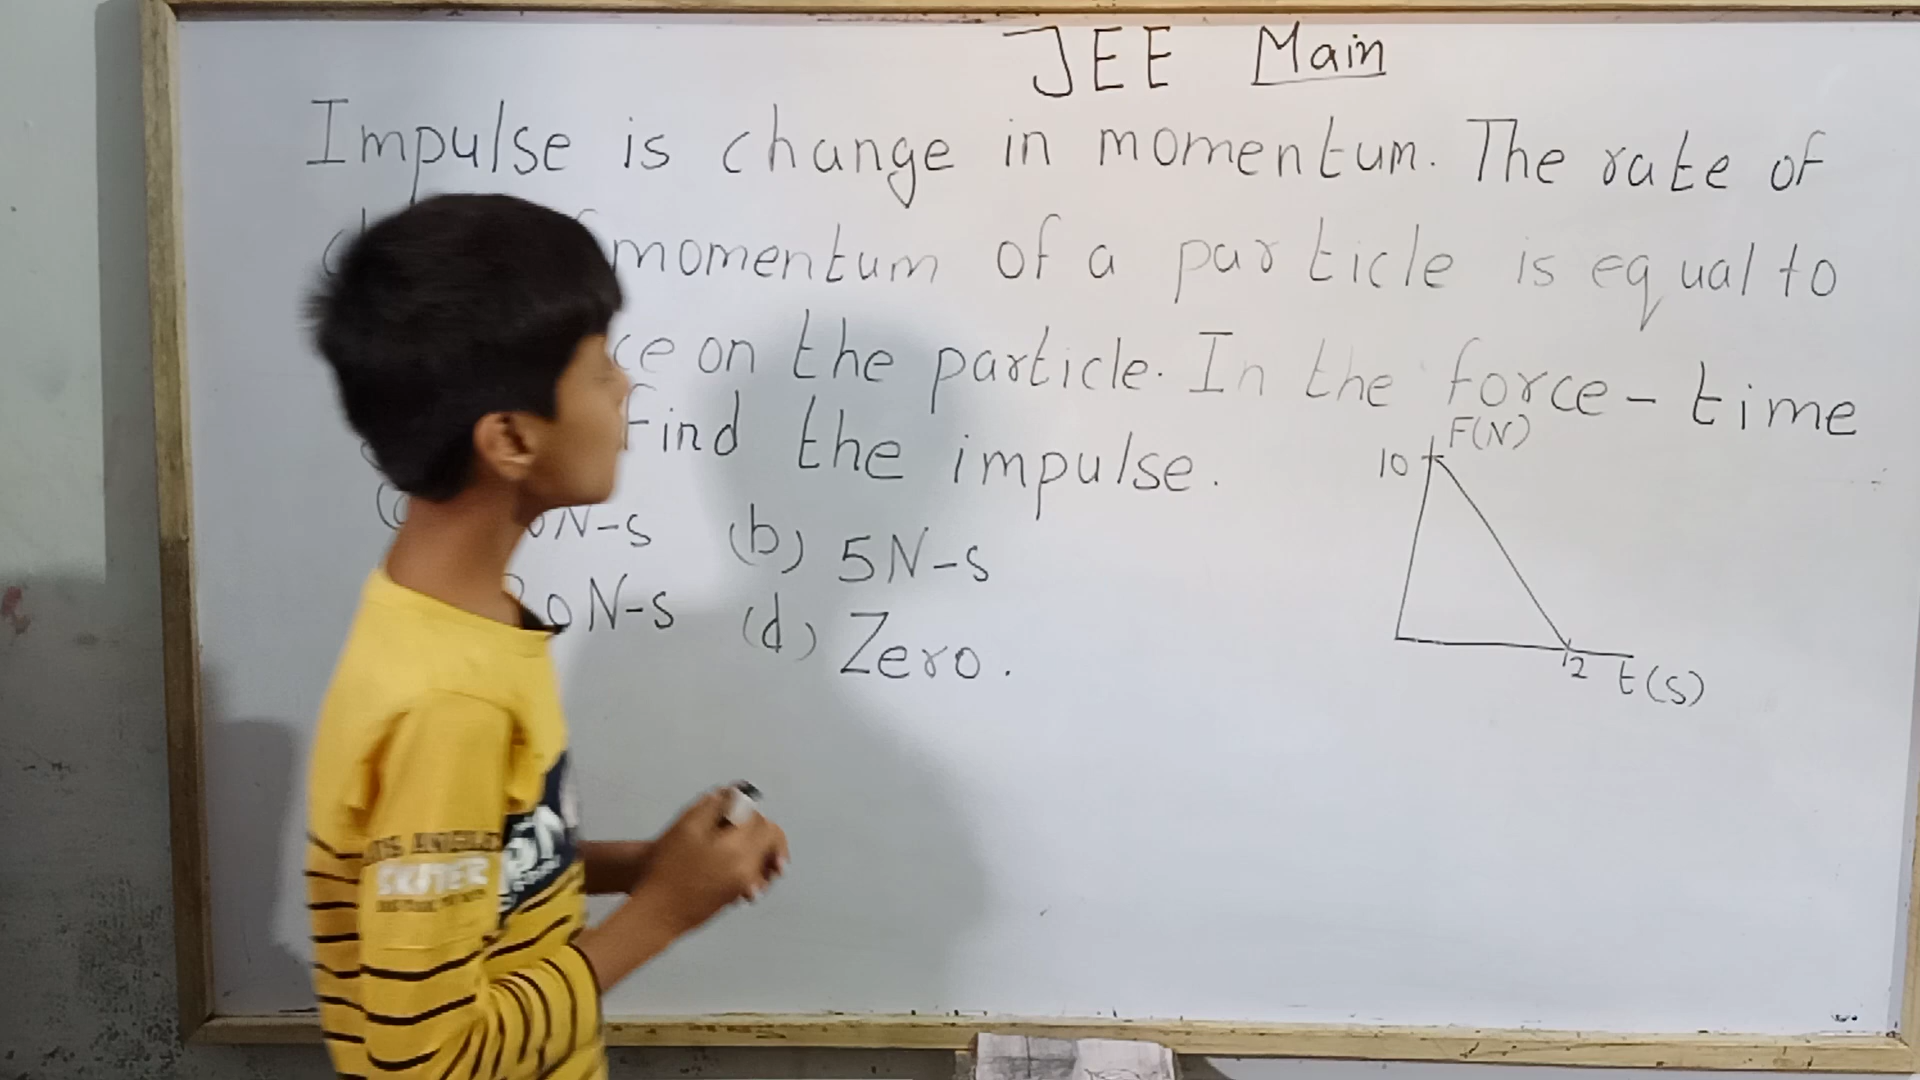 JEE Main
Impulse is change in momentum. The rate of
momentum of a particle is equal to
on the particle. In the force - time
Find the impulse.
F(N)
10
N-s (b) 5N-s
N-s (d) Zero.
2 t(s)
SKATER